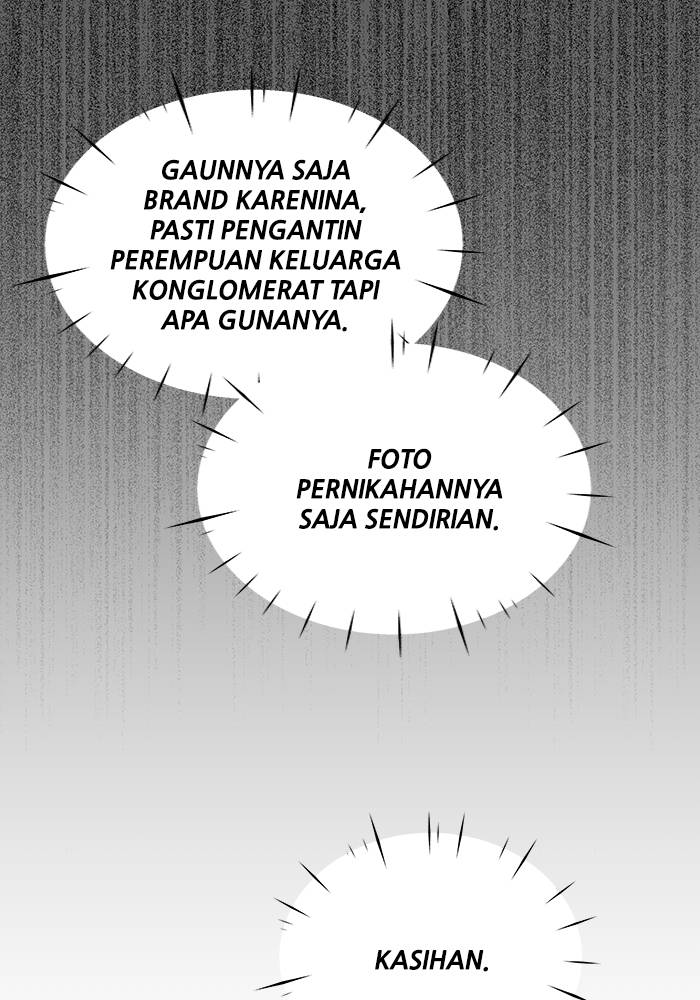 GAUNNYA SAJA
BRAND KARENINA,
PASTI PENGANTIN
PEREMPUAN KELUARGA
KONGLOMERAT TAPI
APA GUNANYA.
FOTO
PERNIKAHANNYA
SAJA SENDIRIAN.
KASIHAN.